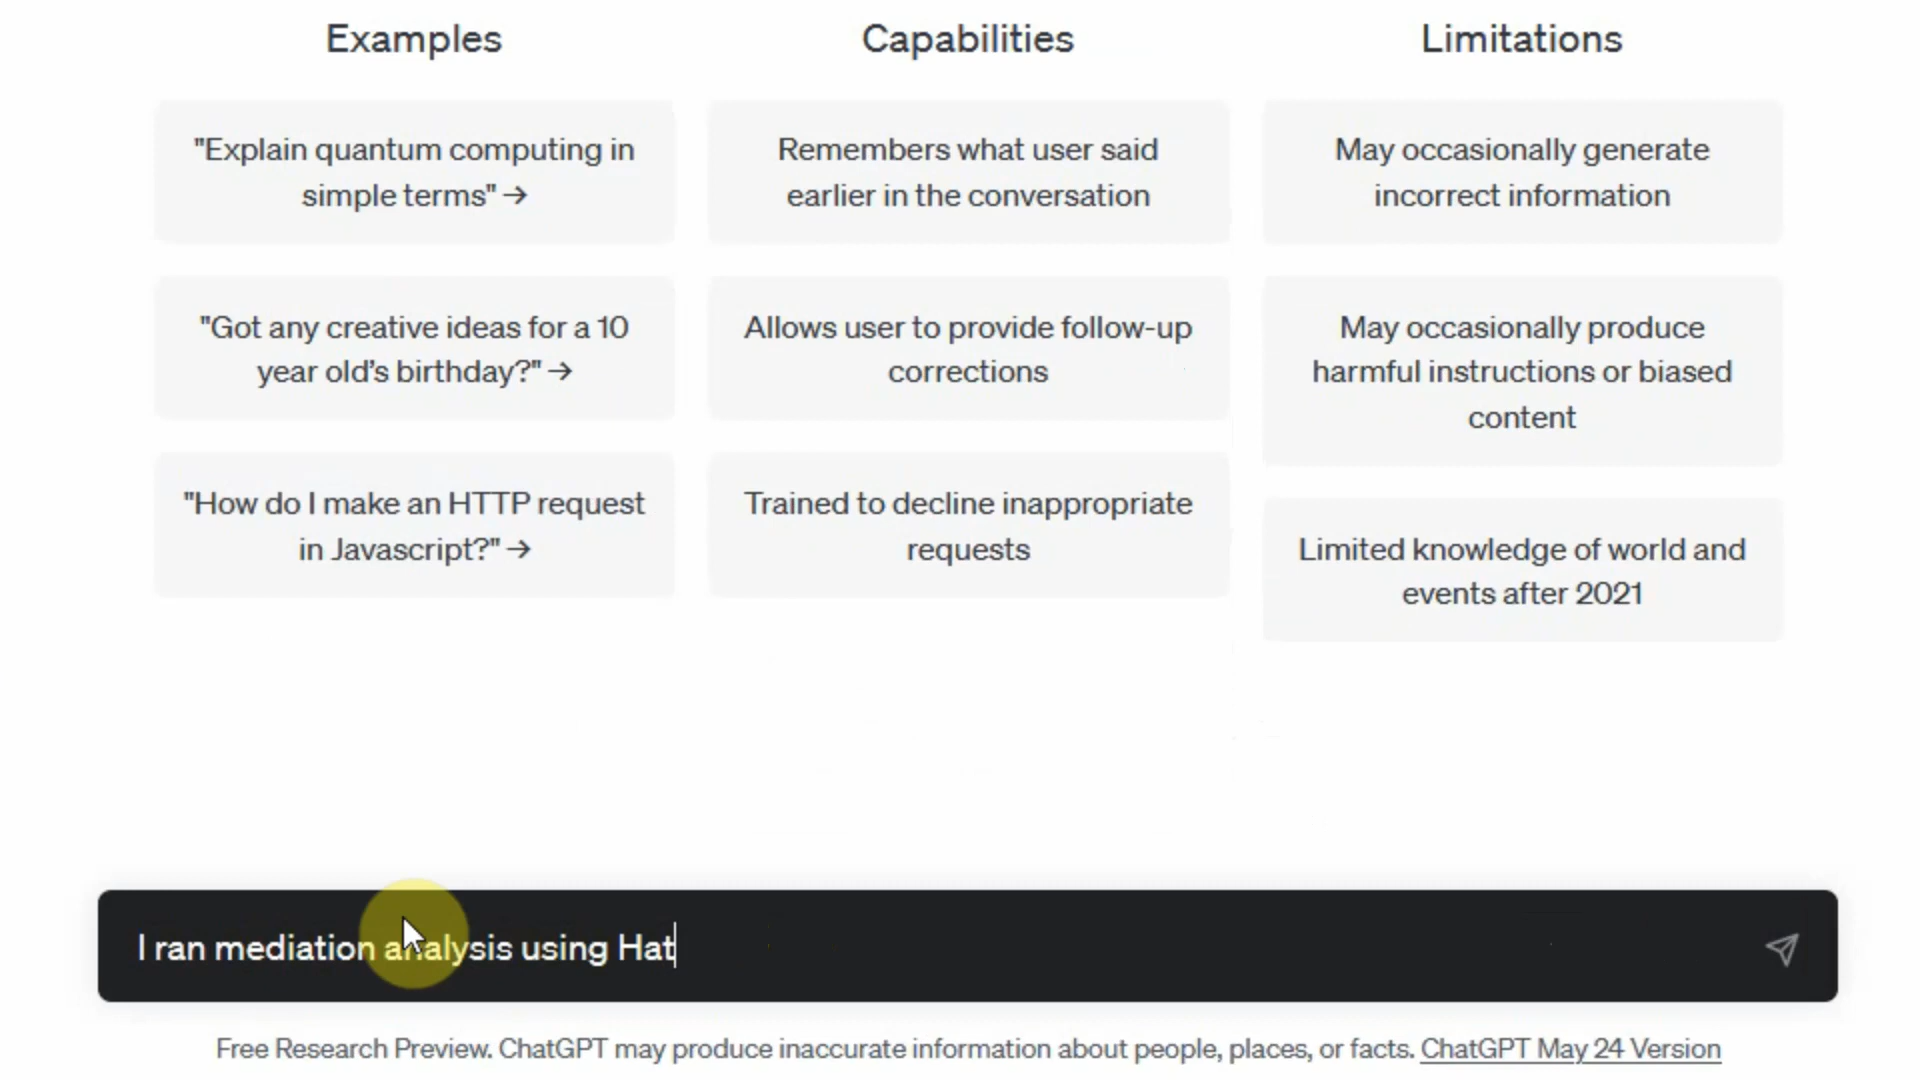 Examples
Capabilities
Limitations
"Explain quantum computing in
simple terms" →
Remembers what user said
earlier in the conversation
May occasionally generate
incorrect information
"Got any creative ideas for a 10
year old’s birthday?" →
Allows user to provide follow-up
corrections
May occasionally produce
harmful instructions or biased
content
"How do I make an HTTP request
in Javascript?" →
Trained to decline inappropriate
requests
Limited knowledge of world and
events after 2021
I ran mediation analysis using Hat
Free Research Preview. ChatGPT may produce inaccurate information about people, places, or facts. ChatGPT May 24 Version